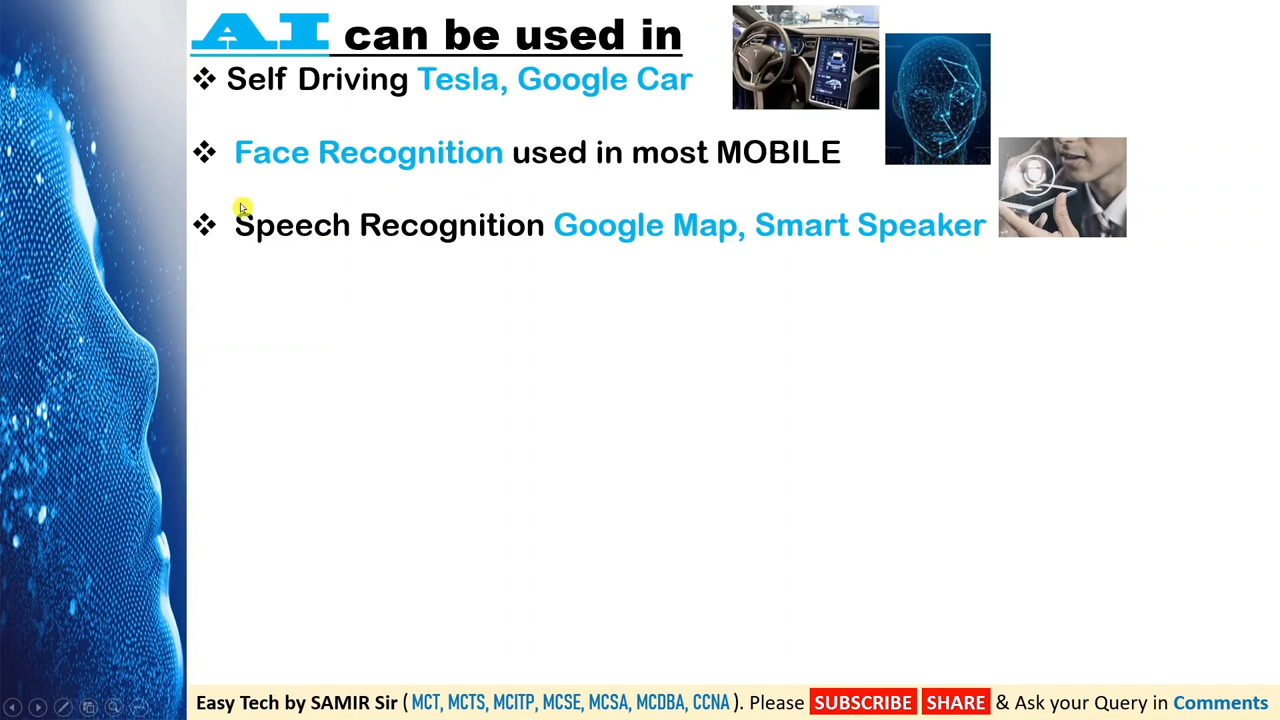 AI can be used in
❖ Self Driving Tesla, Google Car
❖ Face Recognition used in most MOBILE
❖ Speech Recognition Google Map, Smart Speaker
Easy Tech by SAMIR Sir ( MCT, MCTS, MCITP, MCSE, MCSA, MCDBA, CCNA ). Please SUBSCRIBE SHARE & Ask your Query in Comments